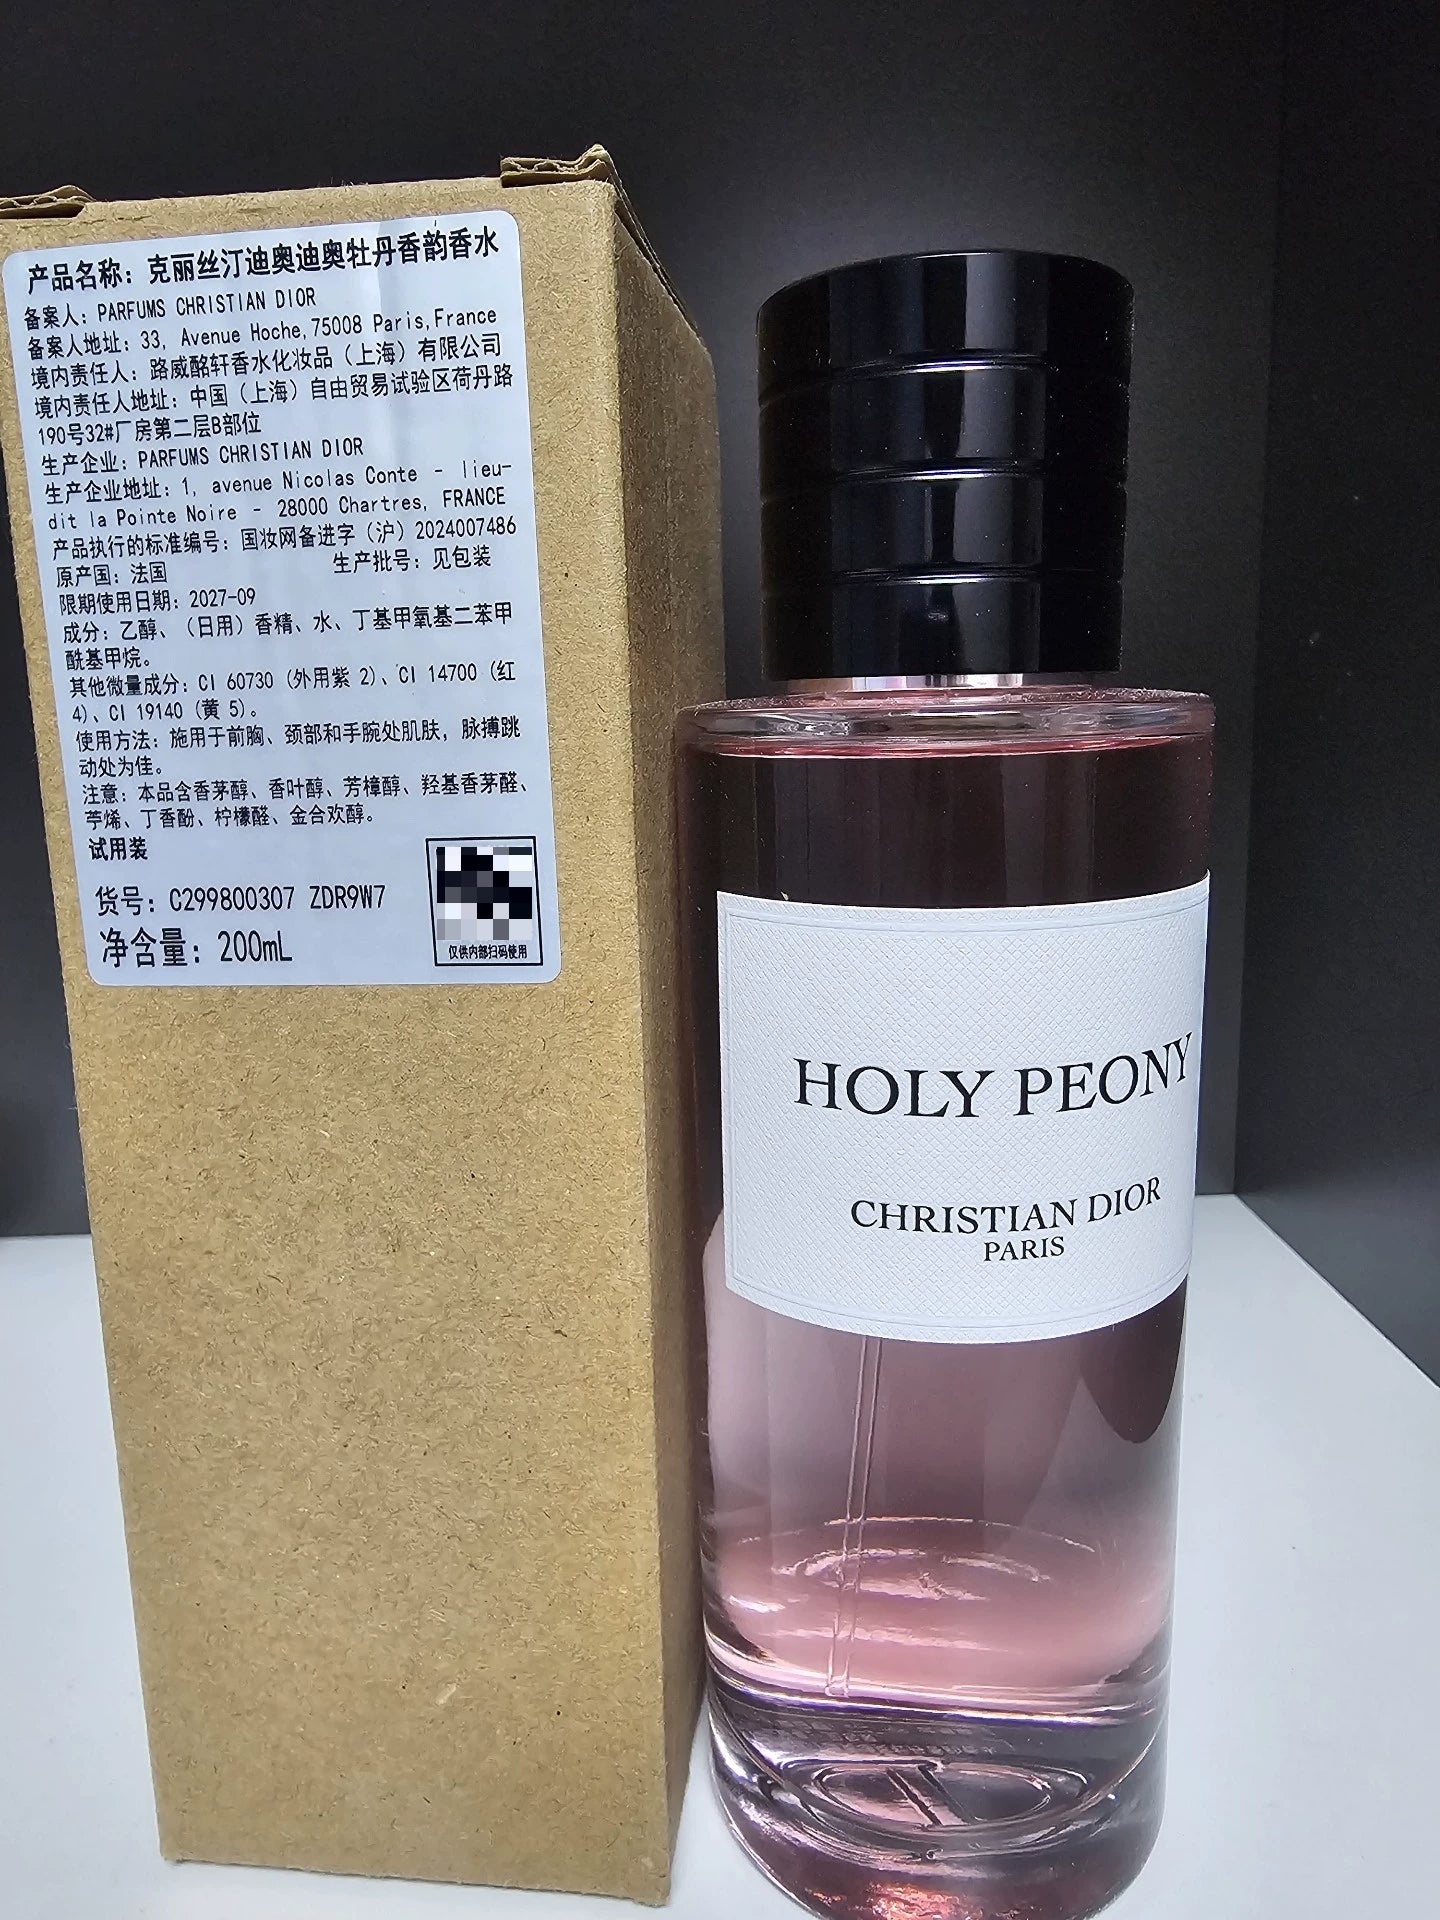 产品名称：克丽丝汀迪奥迪奥牡丹香韵香水
备案人：PARFUMS CHRISTIAN DIOR
备案人地址：33, Avenue Hoche,75008 Paris,France
境内责任人：路威酩轩香水化妆品（上海）有限公司
境内责任人地址：中国（上海）自由贸易试验区荷丹路
190号32#厂房第二层B部位
生产企业：PARFUMS CHRISTIAN DIOR
生产企业地址：1, avenue Nicolas Conte - lieu-
dit la Pointe Noire - 28000 Chartres, FRANCE
产品执行的标准编号：国妆网备进字（沪）2024007486
原产国：法国 生产批号：见包装
限期使用日期：2027-09
成分：乙醇、（日用）香精、水、丁基甲氧基二苯甲
酰基甲烷。
其他微量成分：CI 60730（外用紫 2）、CI 14700（红
4）、CI 19140（黄 5）。
使用方法：施用于前胸、颈部和手腕处肌肤，脉搏跳
动处为佳。
注意：本品含香茅醇、香叶醇、芳樟醇、羟基香茅醛、
苧烯、丁香酚、柠檬醛、金合欢醇。
试用装
货号：C299800307 ZDR9W7
净含量：200mL
仅供内部扫码使用
HOLY PEONY
CHRISTIAN DIOR
PARIS